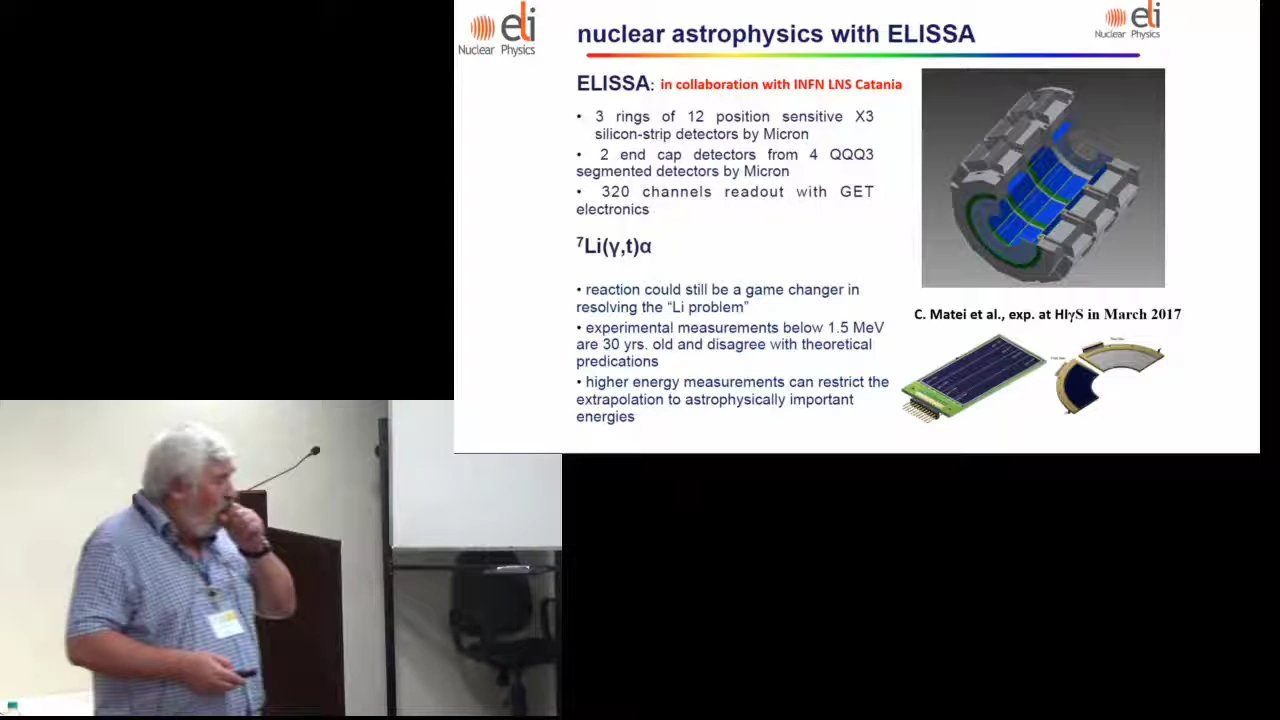 eli
Nuclear Physics
nuclear astrophysics with ELISSA
eli
Nuclear Physics
ELISSA: in collaboration with INFN LNS Catania
• 3 rings of 12 position sensitive X3
silicon-strip detectors by Micron
• 2 end cap detectors from 4 QQQ3
segmented detectors by Micron
• 320 channels readout with GET
electronics
⁷Li(γ,t)α
• reaction could still be a game changer in
resolving the “Li problem”
• experimental measurements below 1.5 MeV
are 30 yrs. old and disagree with theoretical
predications
• higher energy measurements can restrict the
extrapolation to astrophysically important
energies
C. Matei et al., exp. at HIγS in March 2017